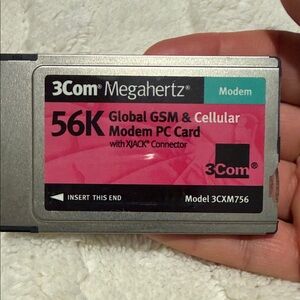 3Com® Megahertz®
Modem
56K
Global GSM & Cellular
Modem PC Card
with XJACK® Connector
3Com®
INSERT THIS END
Model 3CXM756